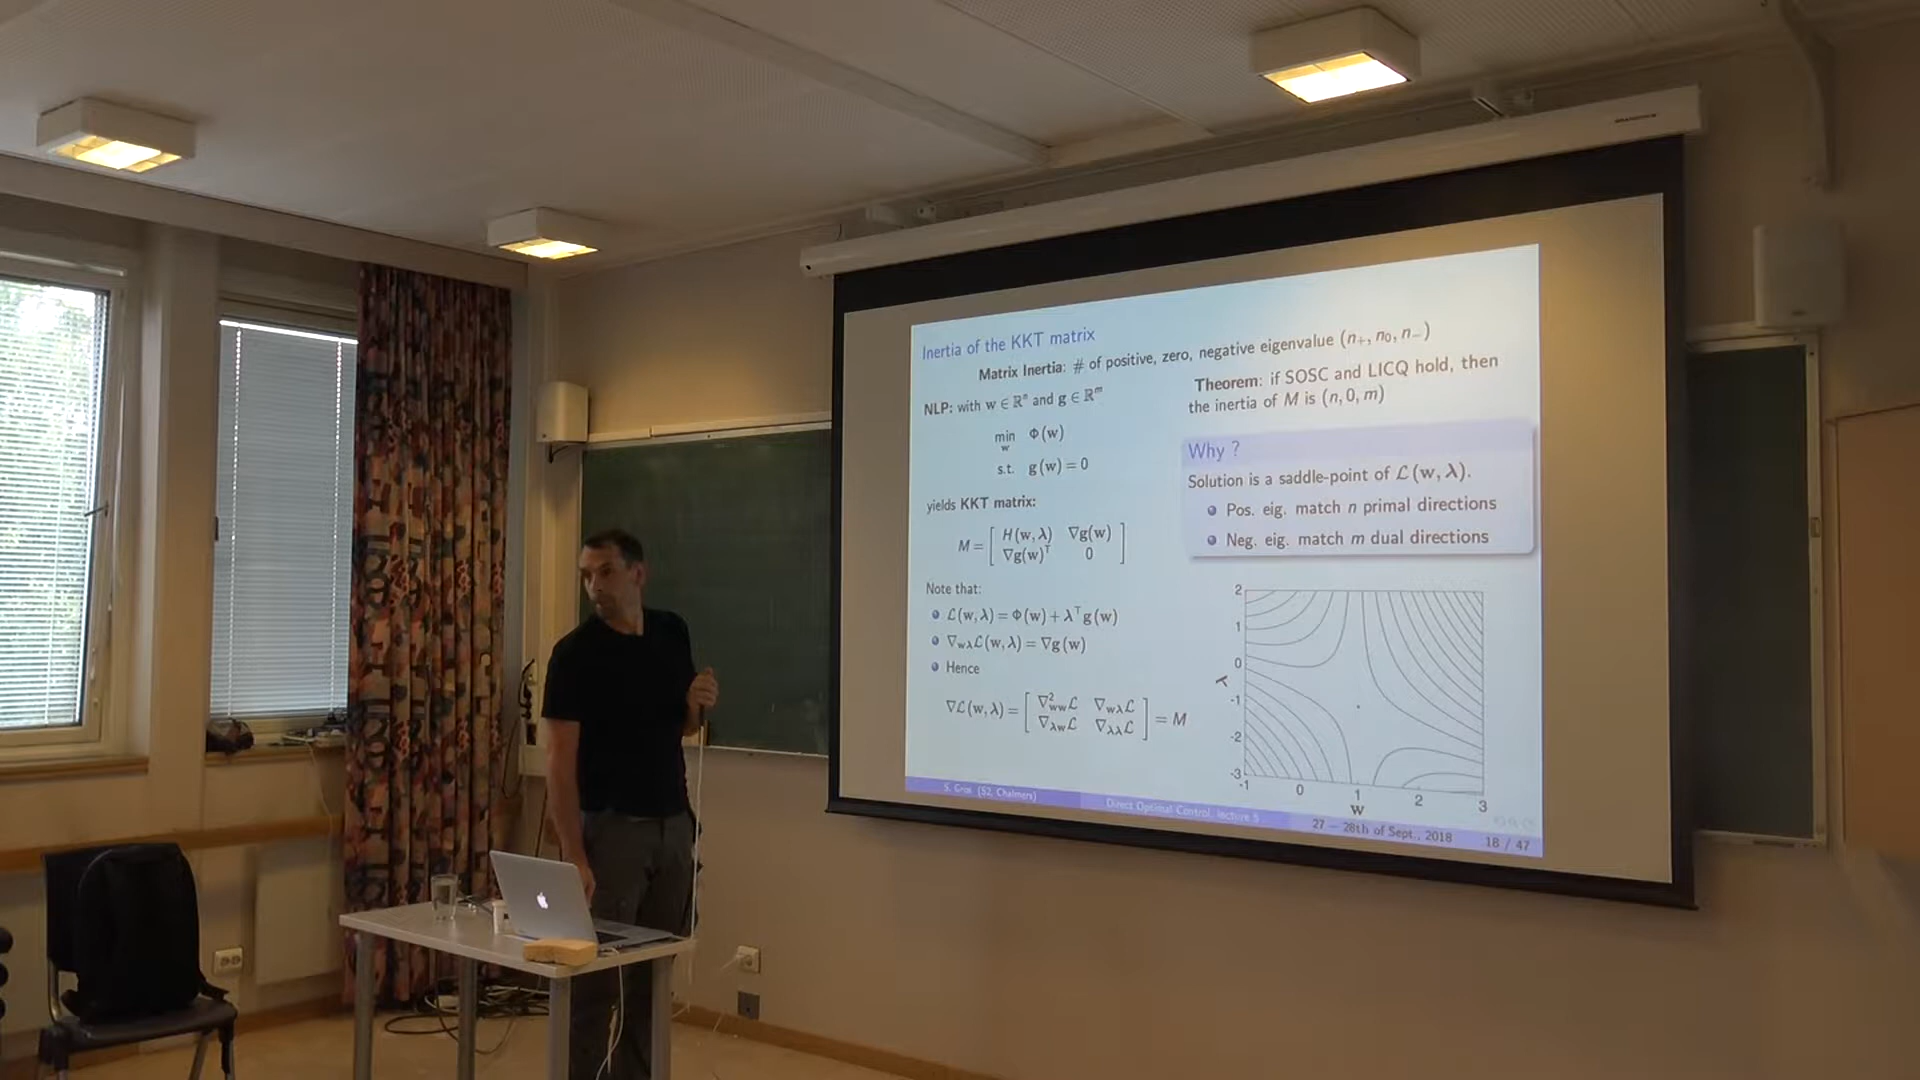 Inertia of the KKT matrix
Matrix Inertia: # of positive, zero, negative eigenvalue (n₊, n₀, n₋)
NLP: with w ∈ ℝⁿ and g ∈ ℝᵐ
min Φ(w)
w
s.t. g(w) = 0
yields KKT matrix:
M = [ H(w, λ) ∇g(w)
∇g(w)ᵀ 0 ]
Note that:
ℒ(w, λ) = Φ(w) + λᵀg(w)
∇wλℒ(w, λ) = ∇g(w)
Hence
∇ℒ(w, λ) = [ ∇²wwℒ ∇wλℒ
∇λwℒ ∇λλℒ ] = M
Theorem: if SOSC and LICQ hold, then
the inertia of M is (n, 0, m)
Why ?
Solution is a saddle-point of ℒ(w, λ).
Pos. eig. match n primal directions
Neg. eig. match m dual directions
2
1
0
-1
-2
-3
λ
-1 0 1 2 3
w
S. Gros (S2, Chalmers) Direct Optimal Control, lecture 5 27 – 28th of Sept., 2018 18 / 47